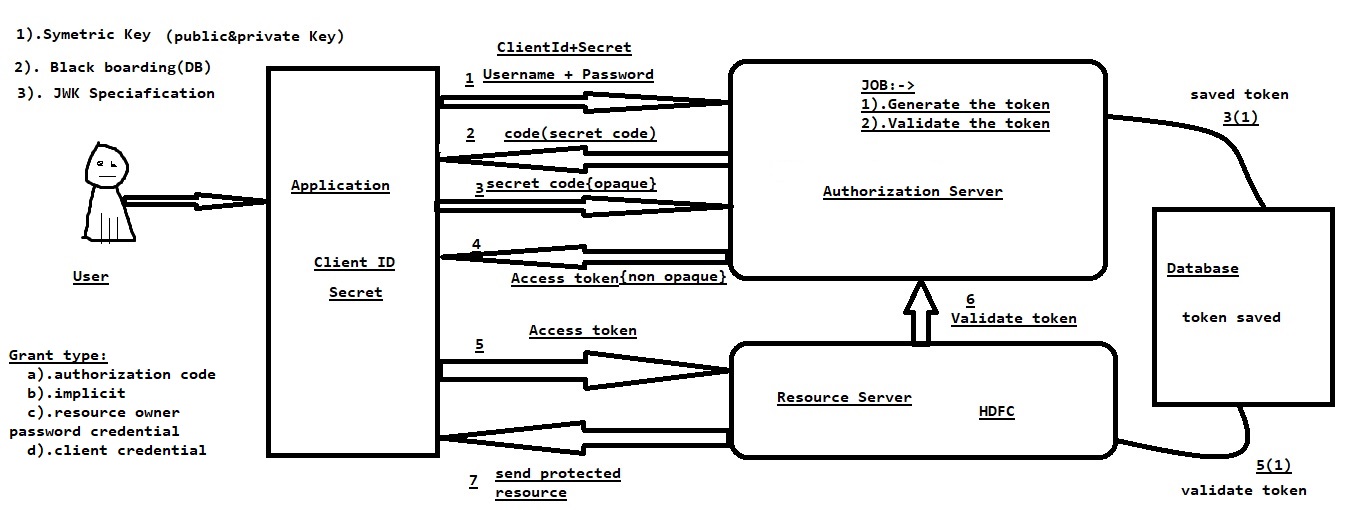 1).Symetric Key (public&private Key)
2). Black boarding(DB)
3). JWK Speciafication
User
Grant type:
a).authorization code
b).implicit
c).resource owner
password credential
d).client credential
Application
Client ID
Secret
ClientId+Secret
1 Username + Password
2 code(secret code)
3 secret code{opaque}
4
Access token{non opaque}
Access token
5
7 send protected
resource
JOB:->
1).Generate the token
2).Validate the token
Authorization Server
6
Validate token
Resource Server
HDFC
saved token
3(1)
Database
token saved
5(1)
validate token